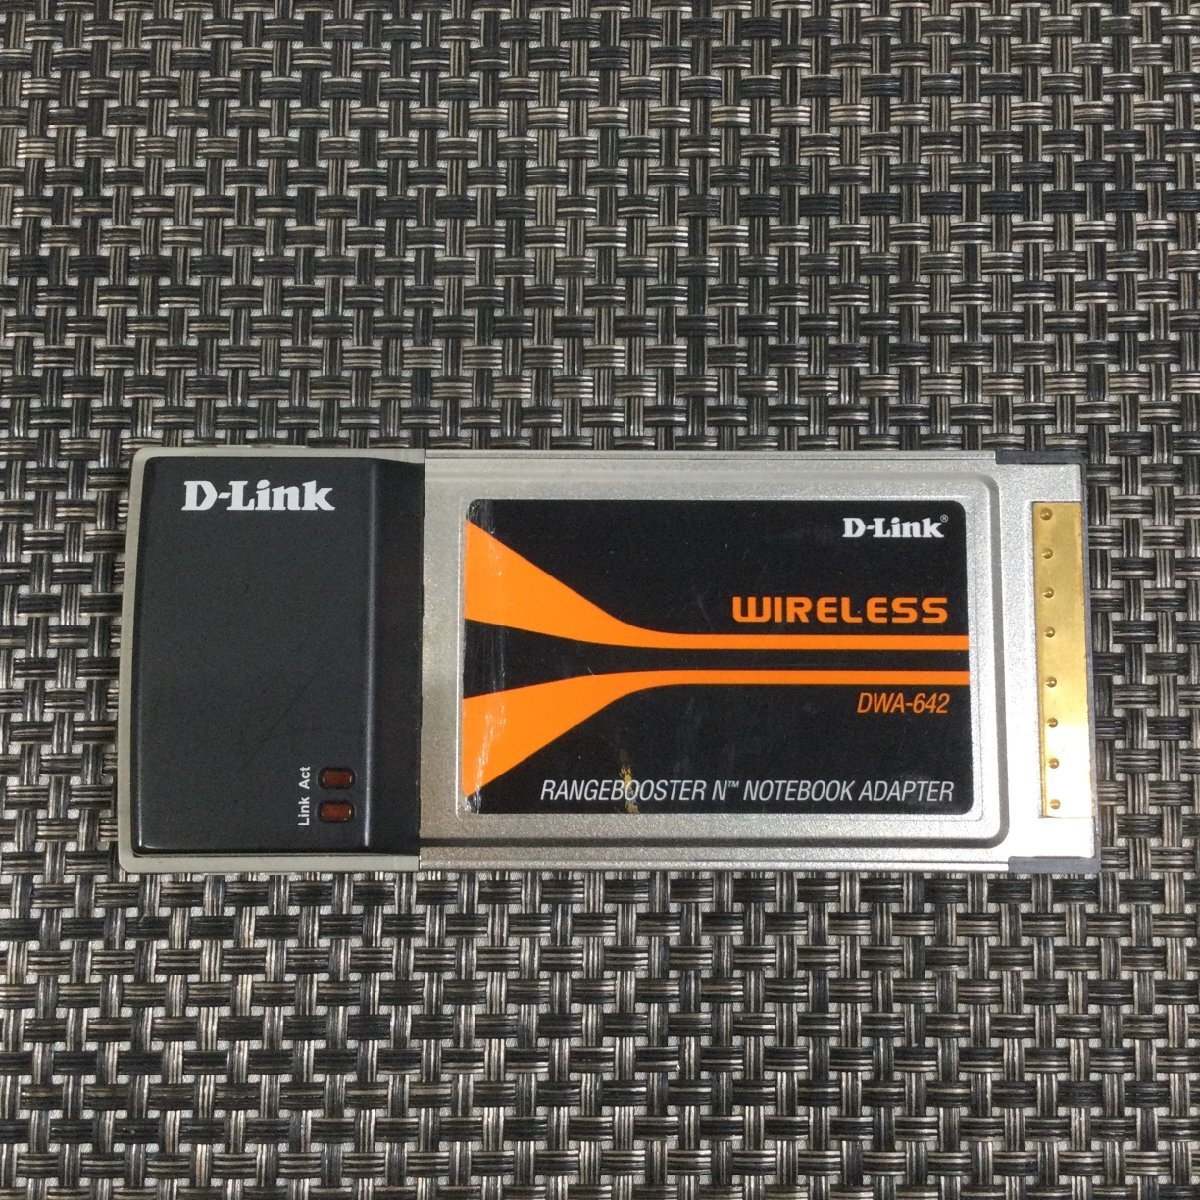 D-Link
Act
Link
D-Link®
WIRELESS
DWA-642
RANGEBOOSTER N™ NOTEBOOK ADAPTER